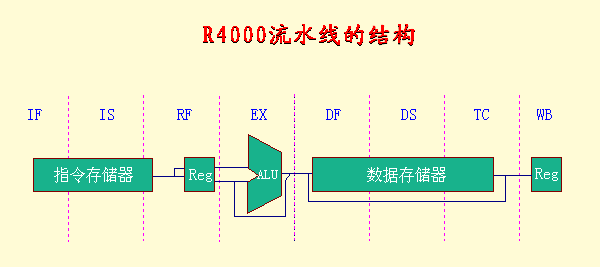 R4000流水线的结构
IF IS RF EX DF DS TC WB
指令存储器 Reg ALU 数据存储器 Reg